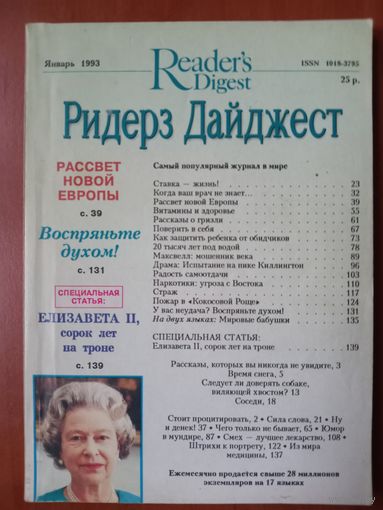 Январь 1993
Reader's
Digest
ISSN 1018-3795
25 р.
Ридерз Дайджест
РАССВЕТ
НОВОЙ
ЕВРОПЫ
с. 39
Воспряньте
духом!
с. 131
СПЕЦИАЛЬНАЯ
СТАТЬЯ:
ЕЛИЗАВЕТА II,
сорок лет
на троне
с. 139
Самый популярный журнал в мире
Ставка — жизнь! 23
Когда ваш врач не знает... 32
Рассвет новой Европы 39
Витамины и здоровье 55
Рассказы о гризли 61
Поверить в себя 67
Как защитить ребенка от обидчиков 73
20 тысяч лет под водой 78
Максвелл: мошенник века 89
Драма: Испытание на пике Киллингтон 96
Радость самоотдачи 103
Наркотики: угроза с Востока 110
Страж 117
Пожар в «Кокосовой Роще» 124
У вас неудача? Воспряньте духом! 131
На двух языках: Мировые бабушки 135
СПЕЦИАЛЬНАЯ СТАТЬЯ:
Елизавета II, сорок лет на троне 139
Рассказы, которых вы никогда не увидите, 3
Время снега, 5
Следует ли доверять собаке,
виляющей хвостом? 13
Соседи, 18
Стоит процитировать, 2 • Сила слова, 21 • Ну
и денек! 37 • Чего только не бывает, 65 • Юмор
в мундире, 87 • Смех — лучшее лекарство, 108 •
Штрихи к портрету, 122 • Из мира
медицины, 137
Ежемесячно продается свыше 28 миллионов
экземпляров на 17 языках